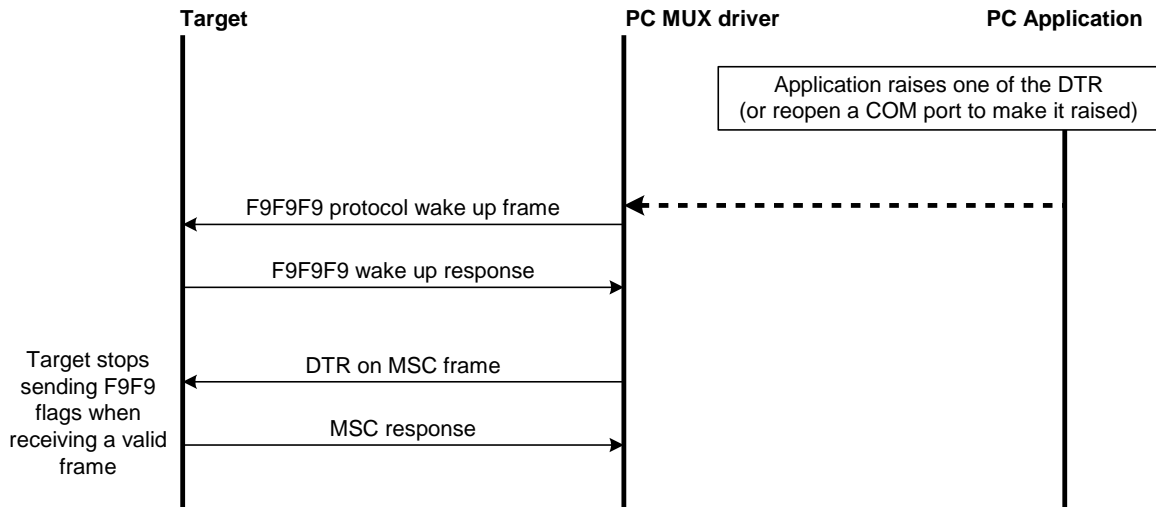 Target
PC MUX driver
PC Application
Application raises one of the DTR
(or reopen a COM port to make it raised)
F9F9F9 protocol wake up frame
F9F9F9 wake up response
Target stops
sending F9F9
flags when
receiving a valid
frame
DTR on MSC frame
MSC response